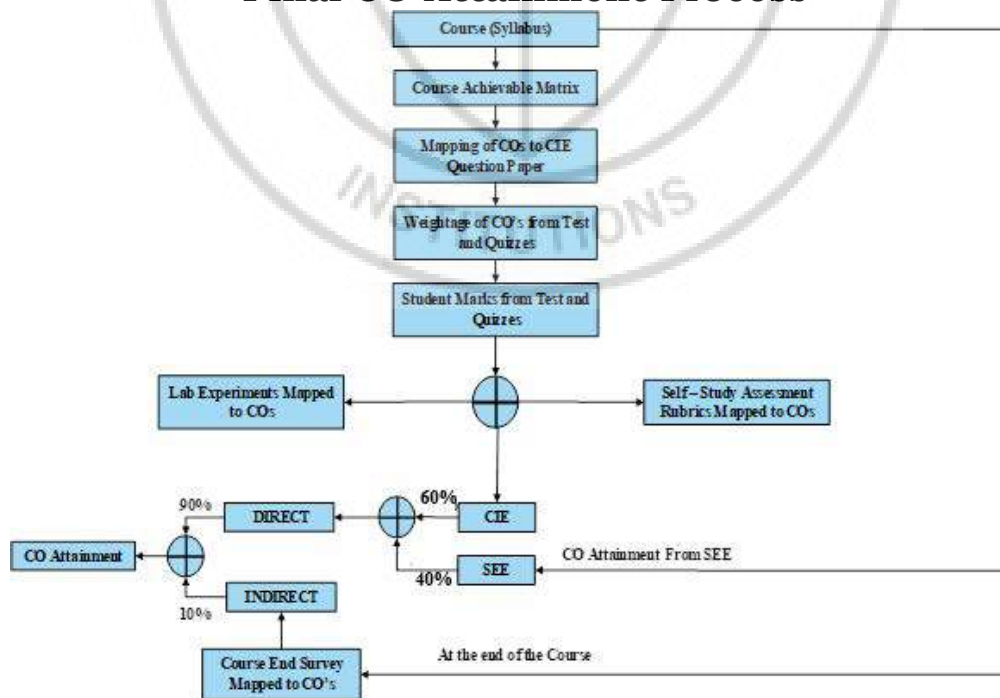 Final CO Attainment Process
Course (Syllabus)
Course Achievable Matrix
Mapping of COs to CIE
Question Paper
INSTITUTIONS
Weightage of CO's from Test
and Quizzes
Student Marks from Test and
Quizzes
Lab Experiments Mapped
to COs
Self-Study Assessment
Rubrics Mapped to COs
90%
DIRECT
60%
CIE
CO Attainment
CO Attainment From SEE
40%
SEE
10%
INDIRECT
At the end of the Course
Course End Survey
Mapped to CO's